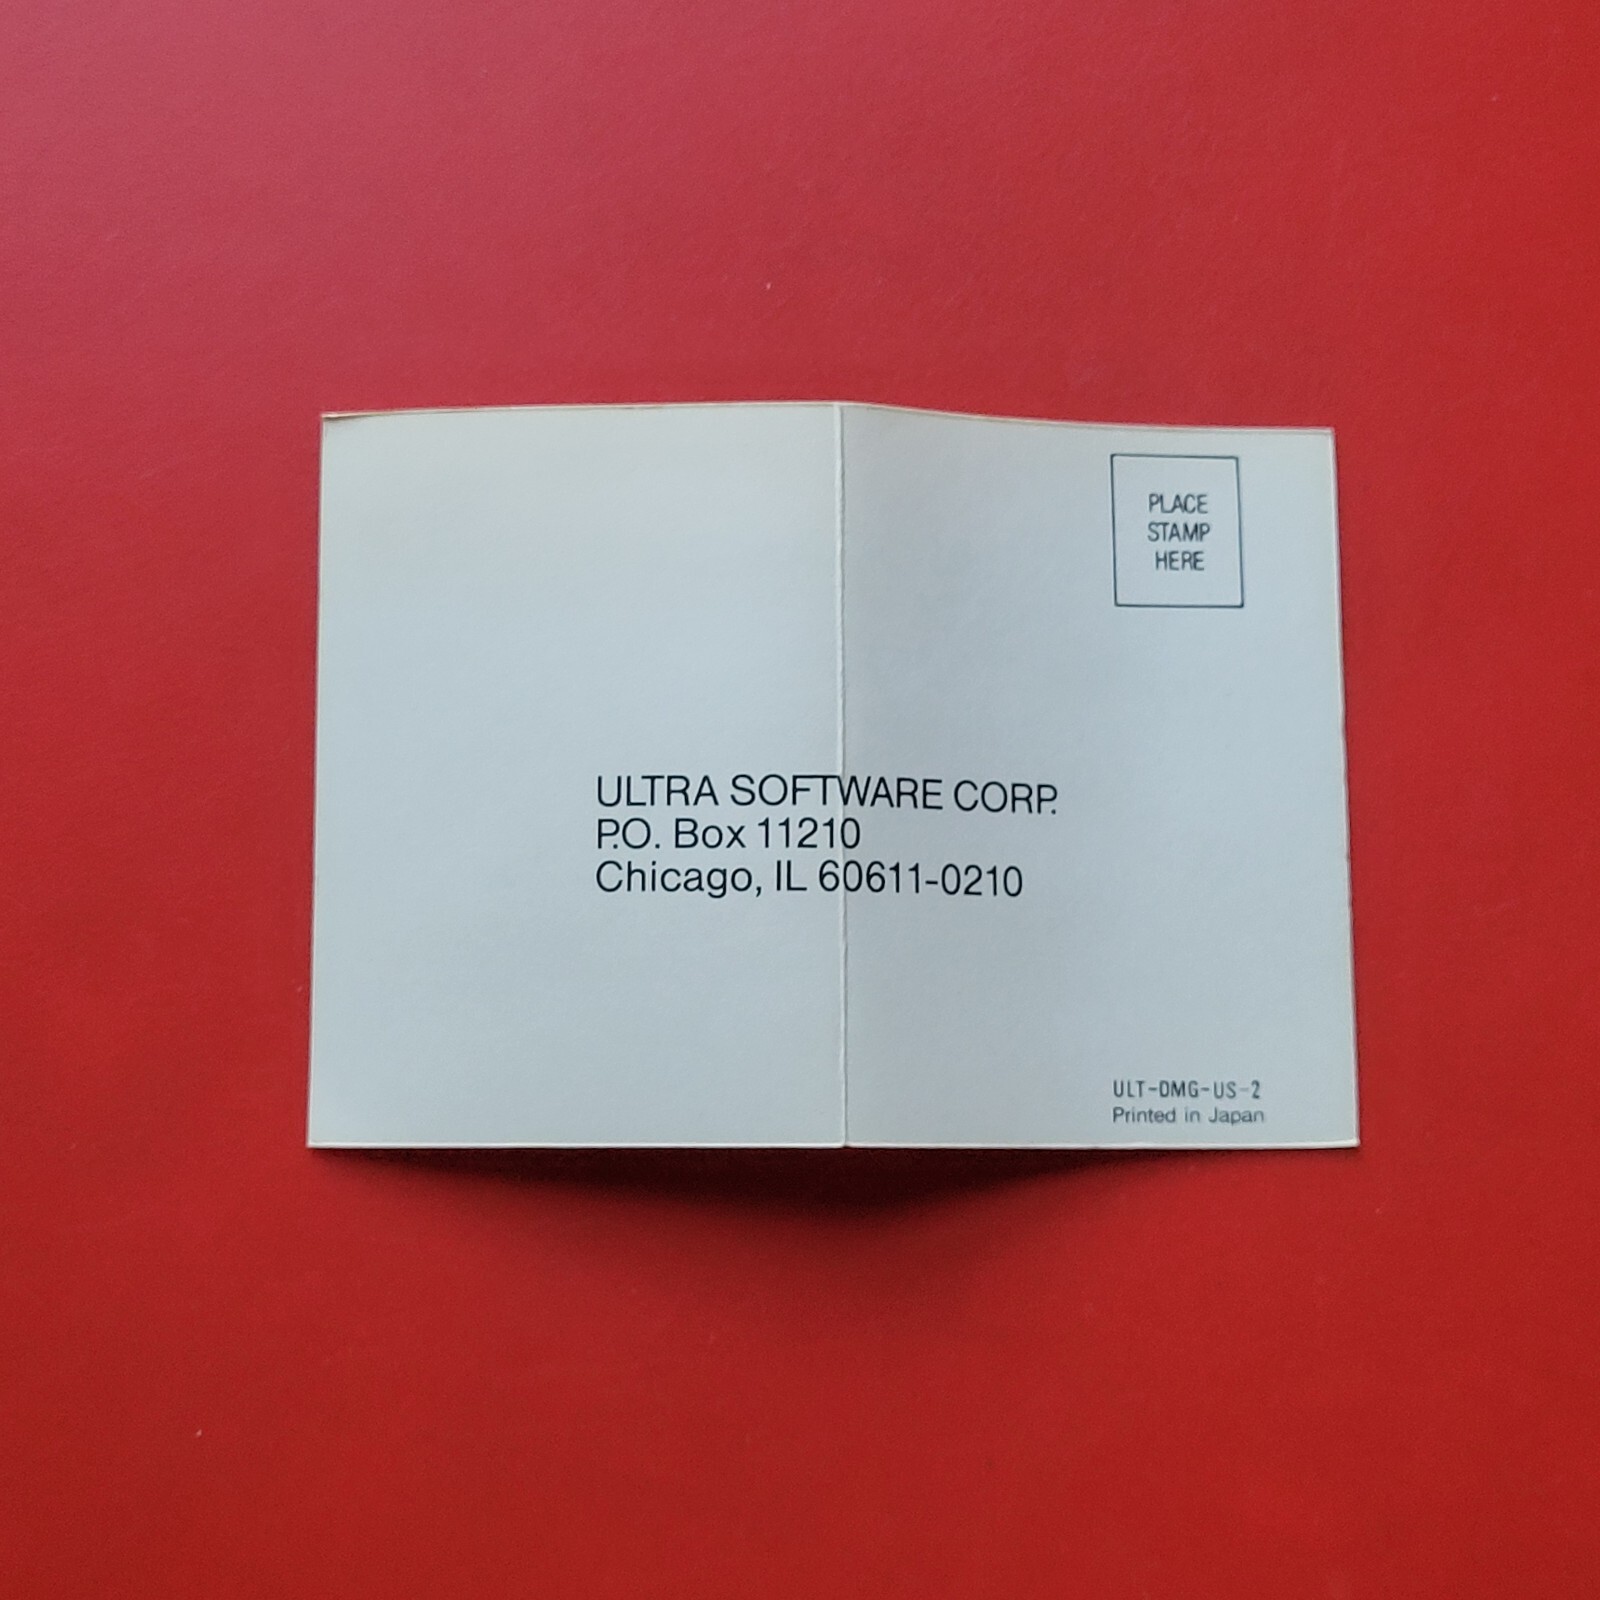 PLACE
STAMP
HERE
ULTRA SOFTWARE CORP.
P.O. Box 11210
Chicago, IL 60611-0210
ULT-DMG-US-2
Printed in Japan